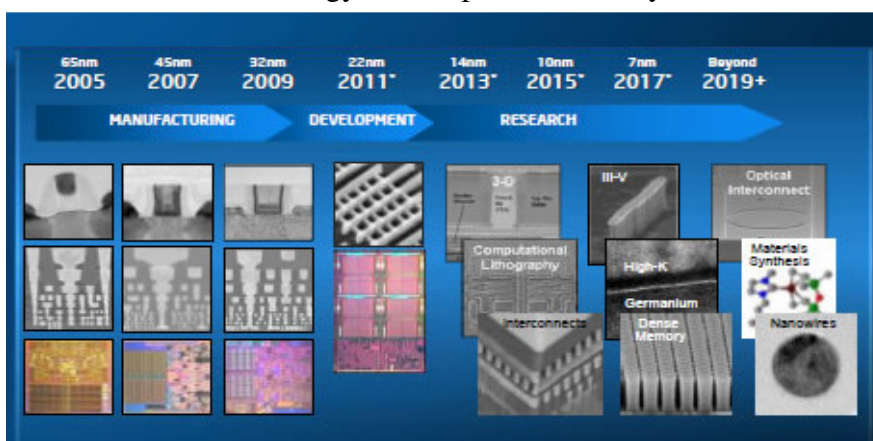 65nm 45nm 32nm 22nm 14nm 10nm 7nm Beyond
2005 2007 2009 2011* 2013* 2015* 2017* 2019+
MANUFACTURING DEVELOPMENT RESEARCH
3-D III-V Optical
Interconnect
Computational
Lithography
High-K
Germanium
Materials
Synthesis
Interconnects
Dense
Memory
Nanowires